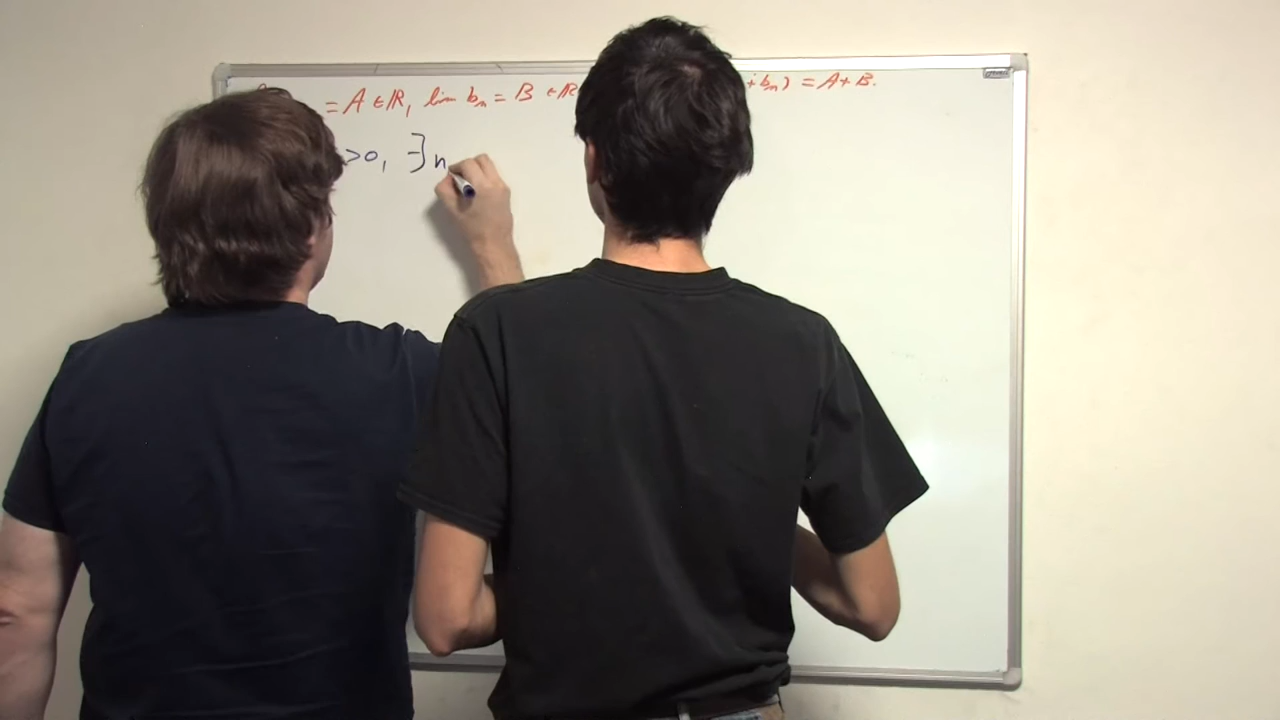 = A ∈ ℝ, lim bₙ = B ∈ ℝ + bₙ) = A + B.
> 0, ∃ n